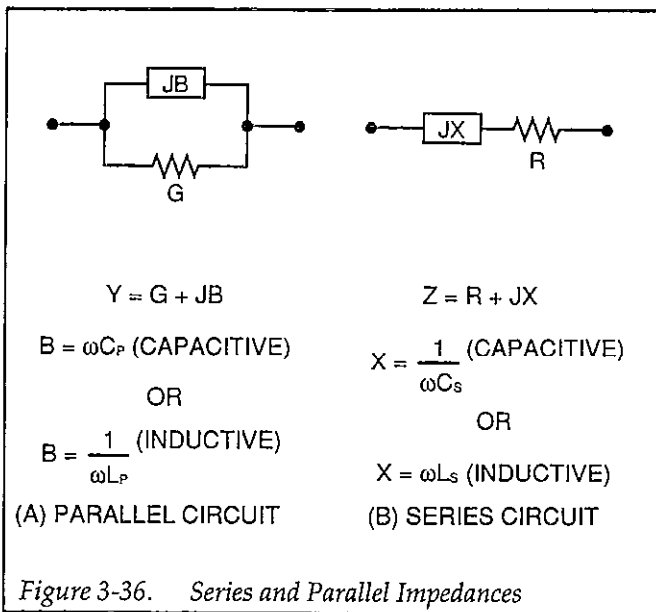 JB
G
JX
R
Y = G + JB
B = ωCP (CAPACITIVE)
OR
B = 1/ωLP (INDUCTIVE)
(A) PARALLEL CIRCUIT
Z = R + JX
X = 1/ωCS (CAPACITIVE)
OR
X = ωLS (INDUCTIVE)
(B) SERIES CIRCUIT
Figure 3-36. Series and Parallel Impedances